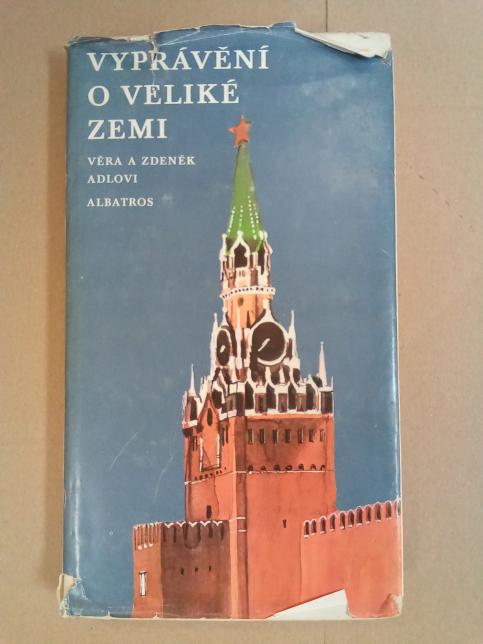 VYPRÁVĚNÍ
O VELIKÉ
ZEMI
VĚRA A ZDENĚK
ADLOVI
ALBATROS